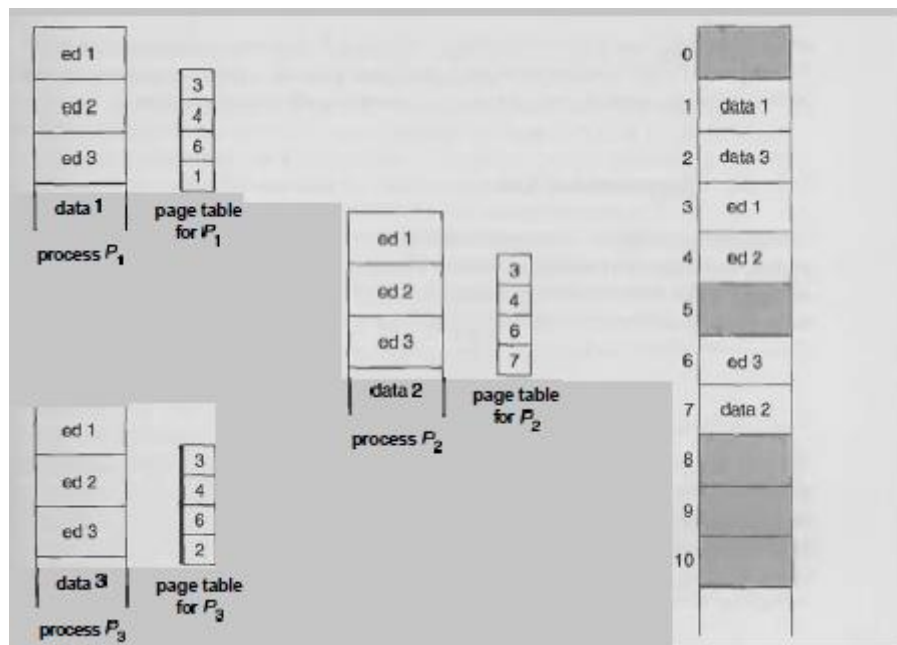 ed 1
ed 2
ed 3
data 1
process P1
3
4
6
1
page table
for P1
ed 1
ed 2
ed 3
data 2
process P2
3
4
6
7
page table
for P2
ed 1
ed 2
ed 3
data 3
process P3
3
4
6
2
page table
for P3
0
1 data 1
2 data 3
3 ed 1
4 ed 2
5
6 ed 3
7 data 2
8
9
10